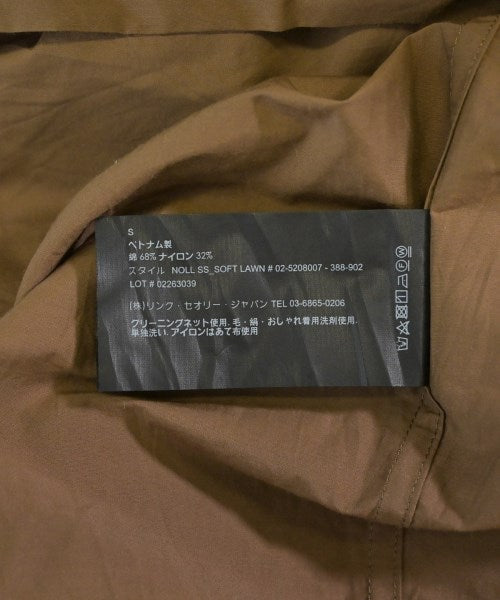 S
ベトナム製
綿 68% ナイロン 32%
スタイル NOLL SS_SOFT LAWN # 02-5208007 - 388-902
LOT # 02263039
(株)リンク・セオリー・ジャパン TEL 03-6865-0206
クリーニングネット使用. 毛・絹・おしゃれ着用洗剤使用.
単独洗い. アイロンはあて布使用